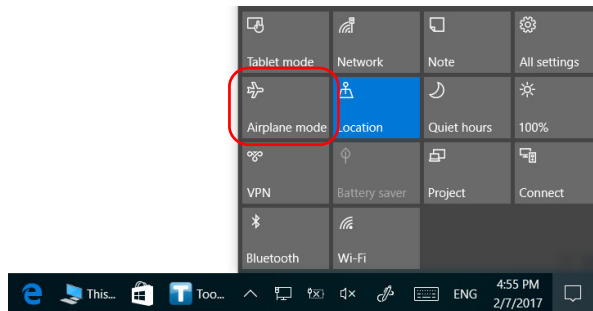 Tablet mode Network Note All settings
Airplane mode Location Quiet hours 100%
VPN Battery saver Project Connect
Bluetooth Wi-Fi
This... Too... ENG 4:55 PM
2/7/2017